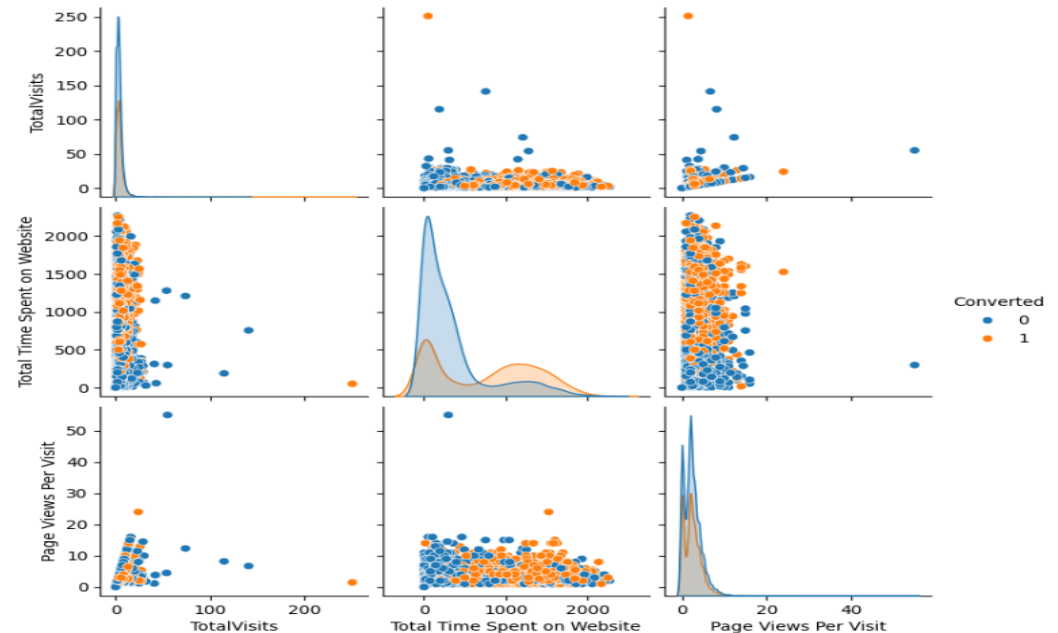 250
200
150
100
50
0
TotalVisits
2000
1500
1000
500
0
Total Time Spent on Website
Converted
0
1
50
40
30
20
10
0
Page Views Per Visit
0 100 200
TotalVisits
0 1000 2000
Total Time Spent on Website
0 20 40
Page Views Per Visit